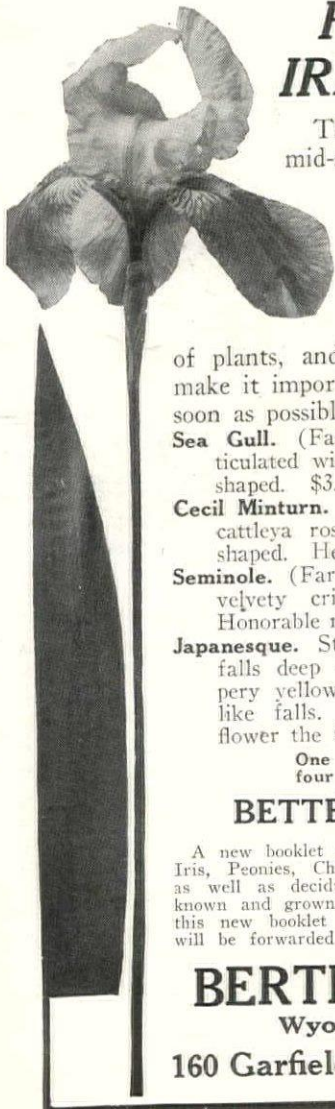 IR
T
mid-
of plants, and
make it impor
soon as possibl
Sea Gull. (Fa
ticulated wi
shaped. $3.
Cecil Minturn.
cattleya ros
shaped. He
Seminole. (Far
velvety cri
Honorable r
Japanesque. St
falls deep
pery yellow
like falls.
flower the
One
four
BETTE
A new booklet
Iris, Peonies, Ch
as well as decid
known and grown
this new booklet
will be forwarded
BERTI
Wyo
160 Garfiel